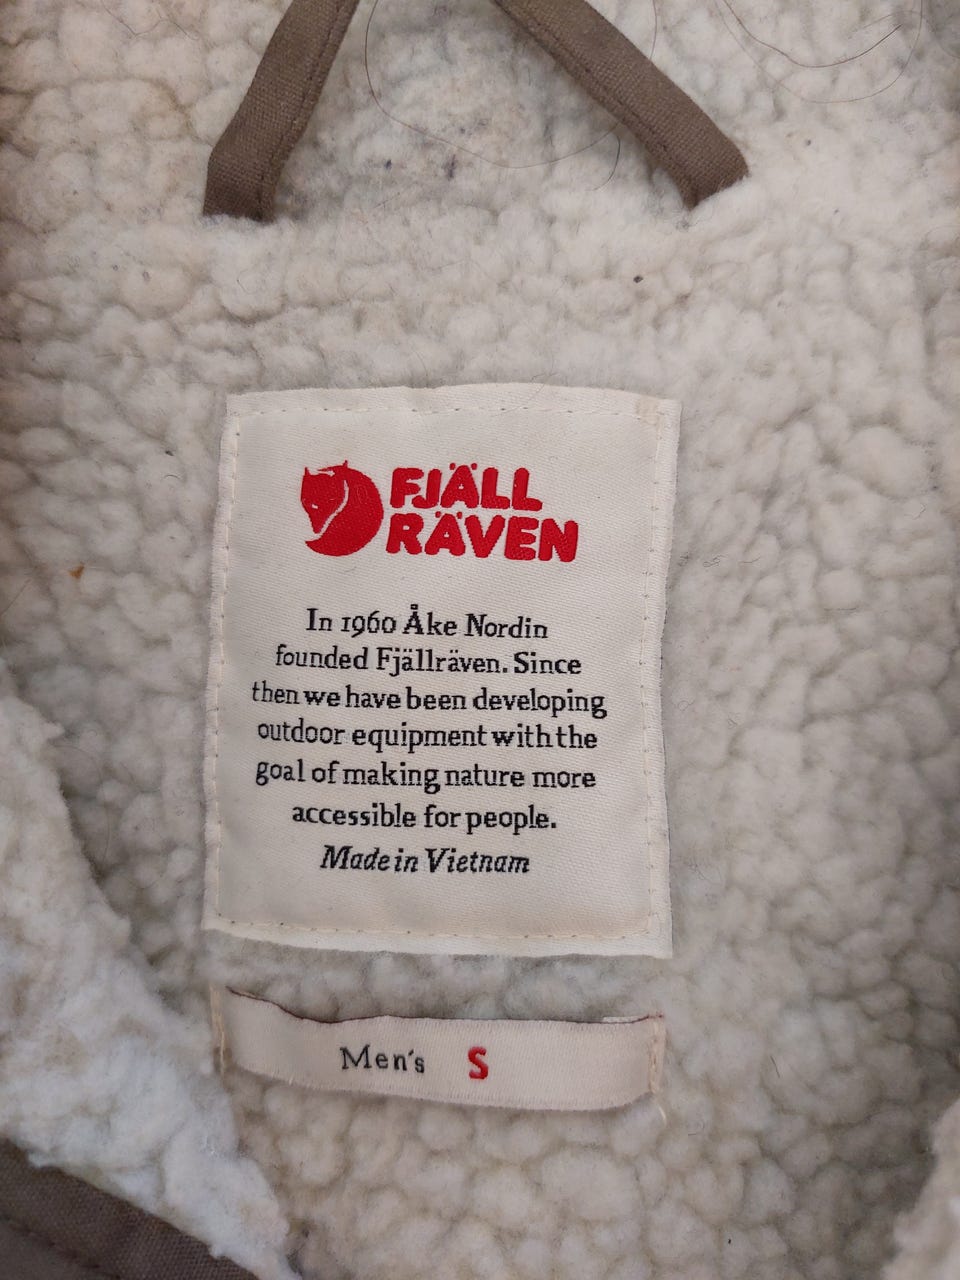 FJÄLL
RÄVEN
In 1960 Åke Nordin
founded Fjällräven. Since
then we have been developing
outdoor equipment with the
goal of making nature more
accessible for people.
Made in Vietnam
Men's S